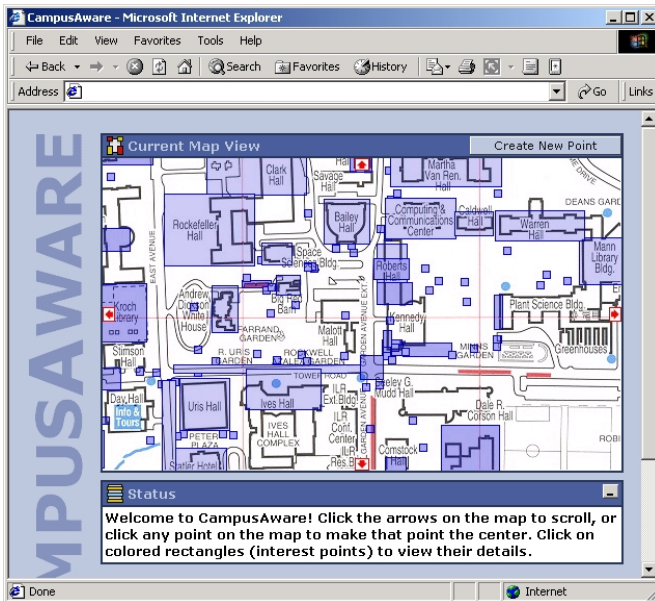 CampusAware - Microsoft Internet Explorer
File Edit View Favorites Tools Help
Back Search Favorites History
Address Go Links
CAMPUSAWARE
Current Map View
Create New Point
Clark
Hall
Savage
Hall
Martha
Van Ren.
Hall
DEANS GARD
Rockefeller
Hall
Bailey
Hall
Computing &
Communications
Center
Caldwell
Hall
Warren
Hall
Mann
Library
Bldg.
EAST AVENUE
Space
Sciences Bldg.
Roberts
Hall
Kroch
Library
Andrew
Dickson
White
House
Big Red
Barn
GARDEN AVENUE EXT.
Plant Science Bldg.
FARRAND
GARDEN
Malott
Hall
Kennedy
Hall
Stimson
Hall
R. URIS
GARDEN
ROCKWELL
AZALEA GARDEN
MINNS
GARDEN
Greenhouses
TOWER ROAD
Day Hall
Info &
Tours
Uris Hall
Ives Hall
ILR
Ext.Bldg.
Seeley G.
Mudd Hall
Dale R.
Corson Hall
PETER
PLAZA
IVES
HALL
COMPLEX
ILR
Conf.
Center
GARDEN AVENUE
ROBI
Statler Hotel
ILR
Res.B
Comstock
Hall
Status
Welcome to CampusAware! Click the arrows on the map to scroll, or
click any point on the map to make that point the center. Click on
colored rectangles (interest points) to view their details.
Done Internet